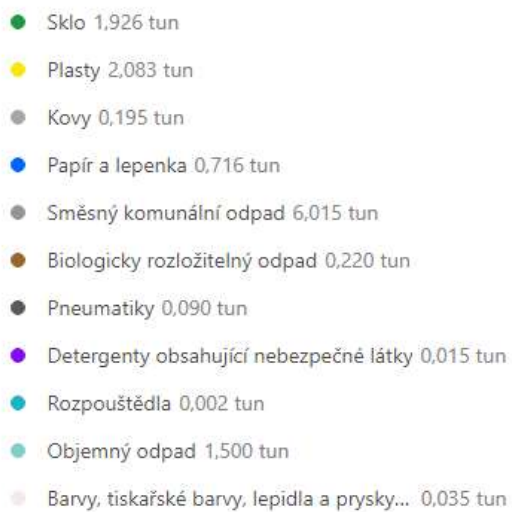 Sklo 1,926 tun
Plasty 2,083 tun
Kovy 0,195 tun
Papír a lepenka 0,716 tun
Směsný komunální odpad 6,015 tun
Biologicky rozložitelný odpad 0,220 tun
Pneumatiky 0,090 tun
Detergenty obsahující nebezpečné látky 0,015 tun
Rozpouštědla 0,002 tun
Objemný odpad 1,500 tun
Barvy, tiskařské barvy, lepidla a prysky... 0,035 tun